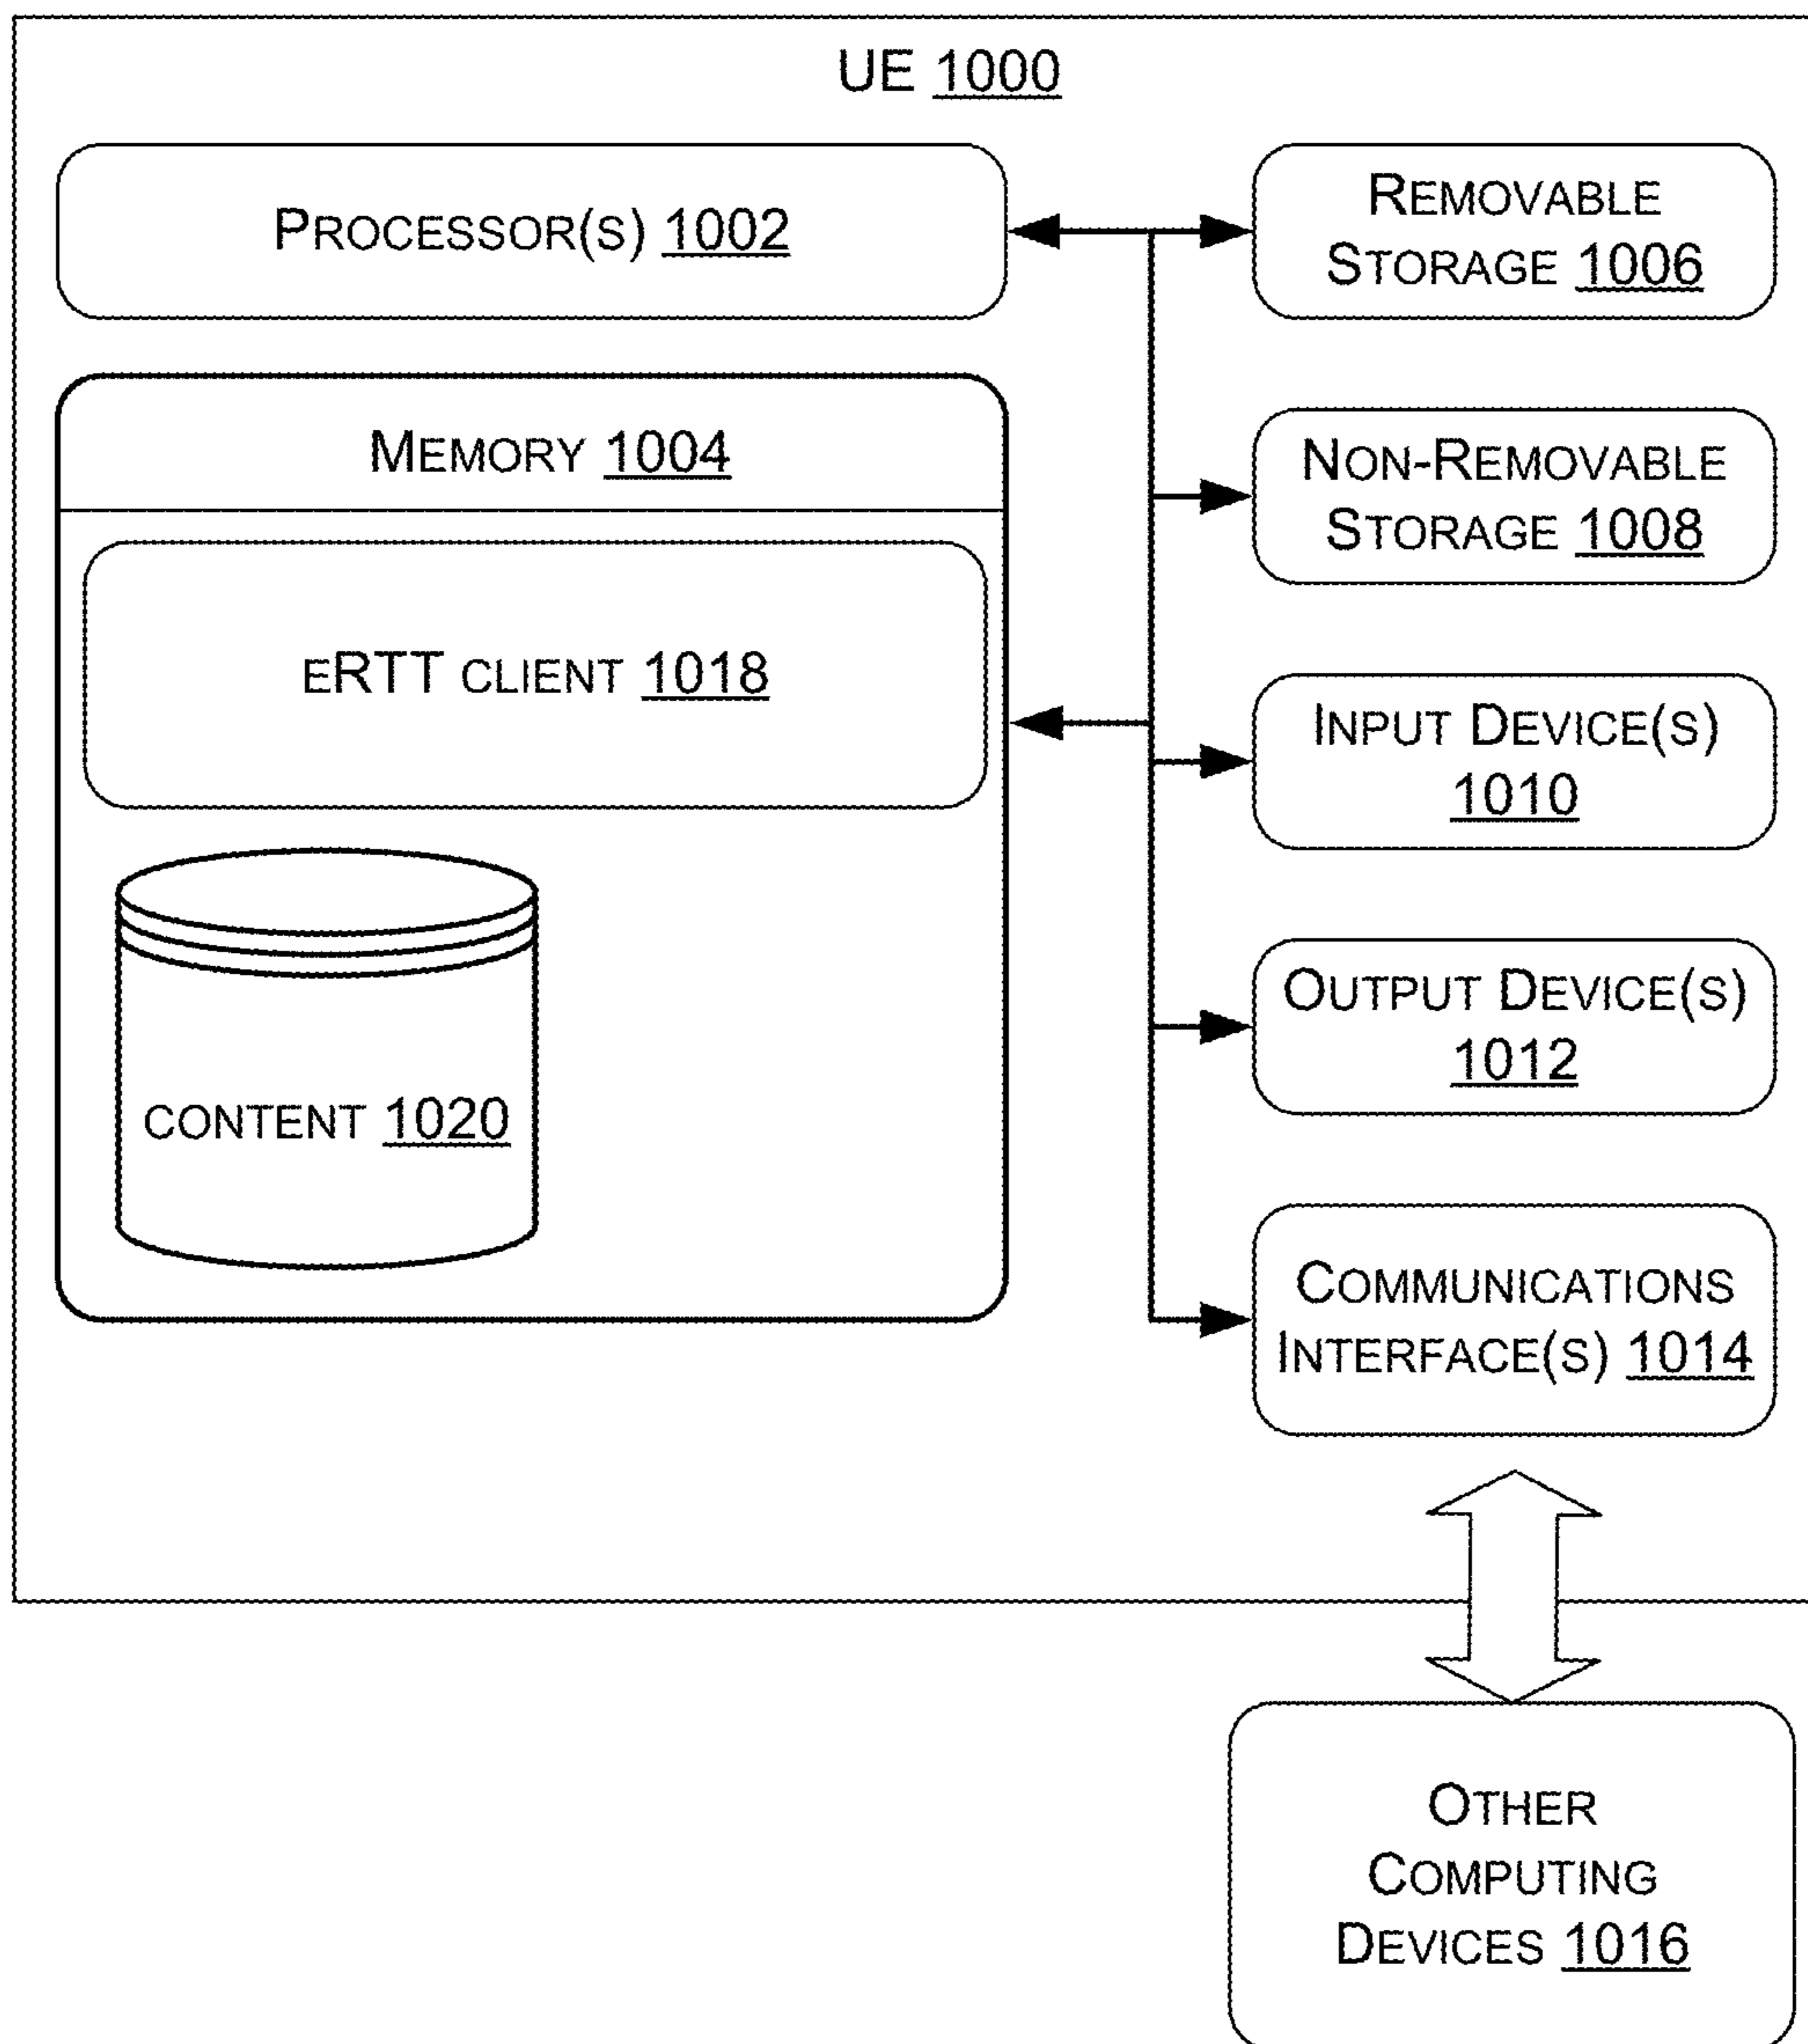 UE 1000
PROCESSOR(S) 1002
MEMORY 1004
eRTT CLIENT 1018
CONTENT 1020
REMOVABLE
STORAGE 1006
NON-REMOVABLE
STORAGE 1008
INPUT DEVICE(S)
1010
OUTPUT DEVICE(S)
1012
COMMUNICATIONS
INTERFACE(S) 1014
OTHER
COMPUTING
DEVICES 1016